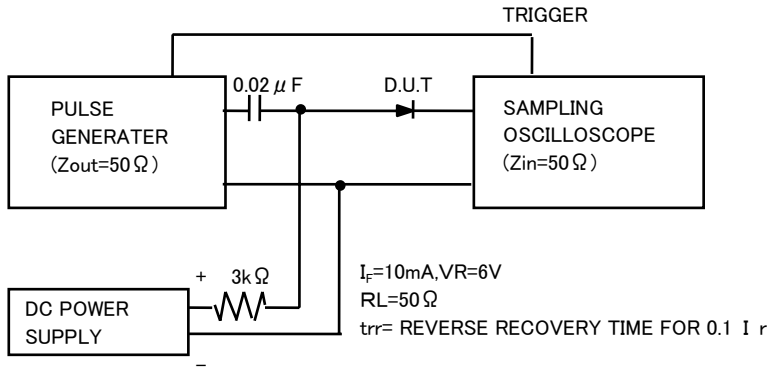 TRIGGER
0.02 μ F
D.U.T
PULSE
GENERATER
(Zout=50Ω)
SAMPLING
OSCILLOSCOPE
(Zin=50Ω)
+
3kΩ
DC POWER
SUPPLY
−
IF=10mA,VR=6V
RL=50Ω
trr= REVERSE RECOVERY TIME FOR 0.1 I r